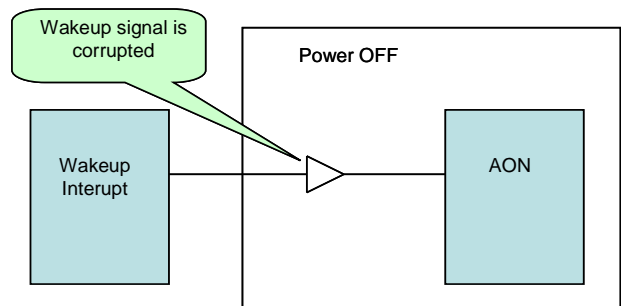 Wakeup signal is
corrupted
Power OFF
Wakeup
Interupt
AON